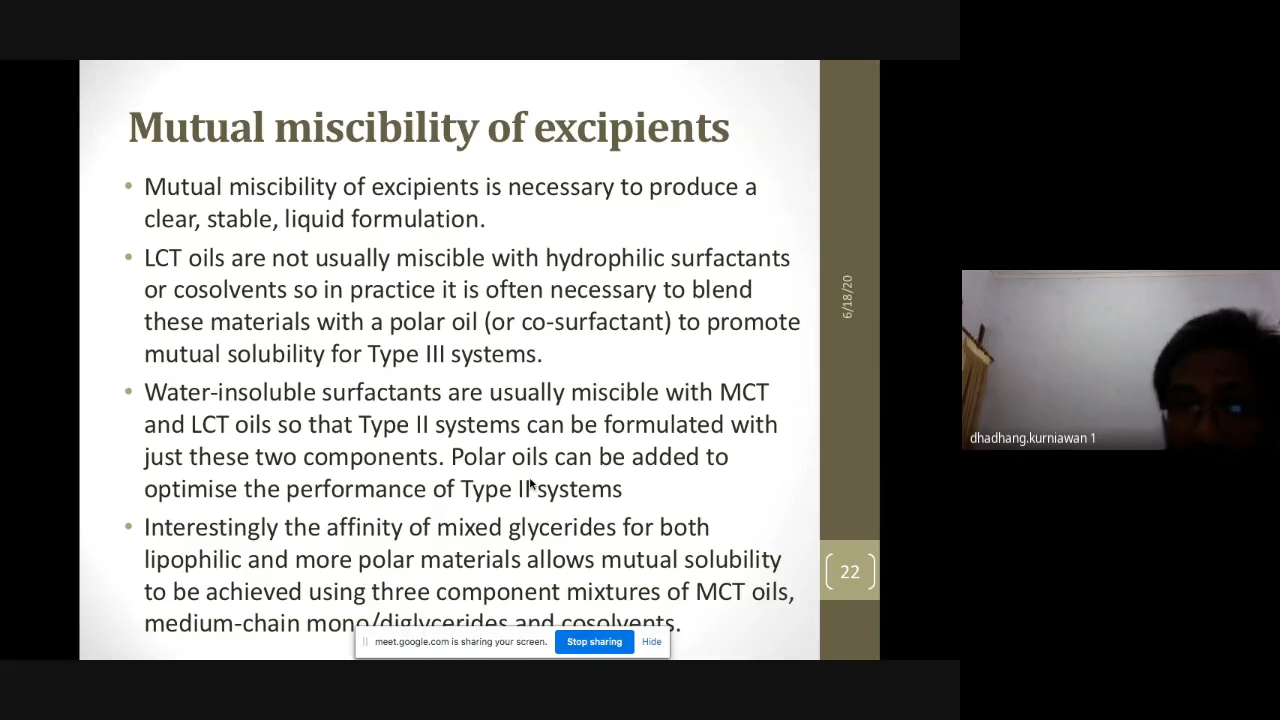 Mutual miscibility of excipients
• Mutual miscibility of excipients is necessary to produce a
clear, stable, liquid formulation.
• LCT oils are not usually miscible with hydrophilic surfactants
or cosolvents so in practice it is often necessary to blend
these materials with a polar oil (or co-surfactant) to promote
mutual solubility for Type III systems.
• Water-insoluble surfactants are usually miscible with MCT
and LCT oils so that Type II systems can be formulated with
just these two components. Polar oils can be added to
optimise the performance of Type II systems
• Interestingly the affinity of mixed glycerides for both
lipophilic and more polar materials allows mutual solubility
to be achieved using three component mixtures of MCT oils,
medium-chain mono/diglycerides and cosolvents.
6/18/20
22
meet.google.com is sharing your screen.
Stop sharing
Hide
dhadhang.kurniawan 1